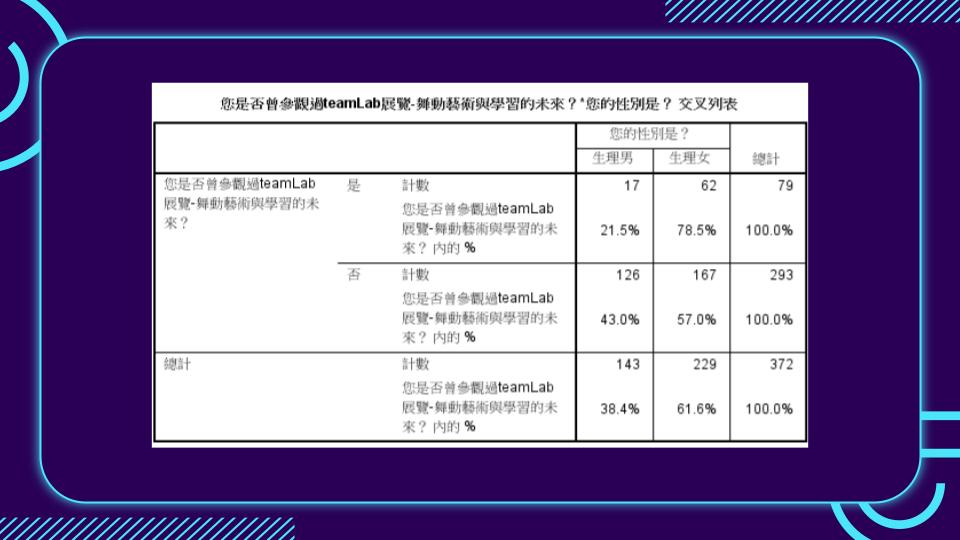 您是否曾參觀過teamLab展覽-舞動藝術與學習的未來？*您的性別是？ 交叉列表
您的性別是？
生理男 生理女 總計
您是否曾參觀過teamLab
展覽-舞動藝術與學習的未
來？
是 計數 17 62 79
您是否曾參觀過teamLab
展覽-舞動藝術與學習的未
來？ 內的 %
21.5% 78.5% 100.0%
否 計數 126 167 293
您是否曾參觀過teamLab
展覽-舞動藝術與學習的未
來？ 內的 %
43.0% 57.0% 100.0%
總計 計數 143 229 372
您是否曾參觀過teamLab
展覽-舞動藝術與學習的未
來？ 內的 %
38.4% 61.6% 100.0%